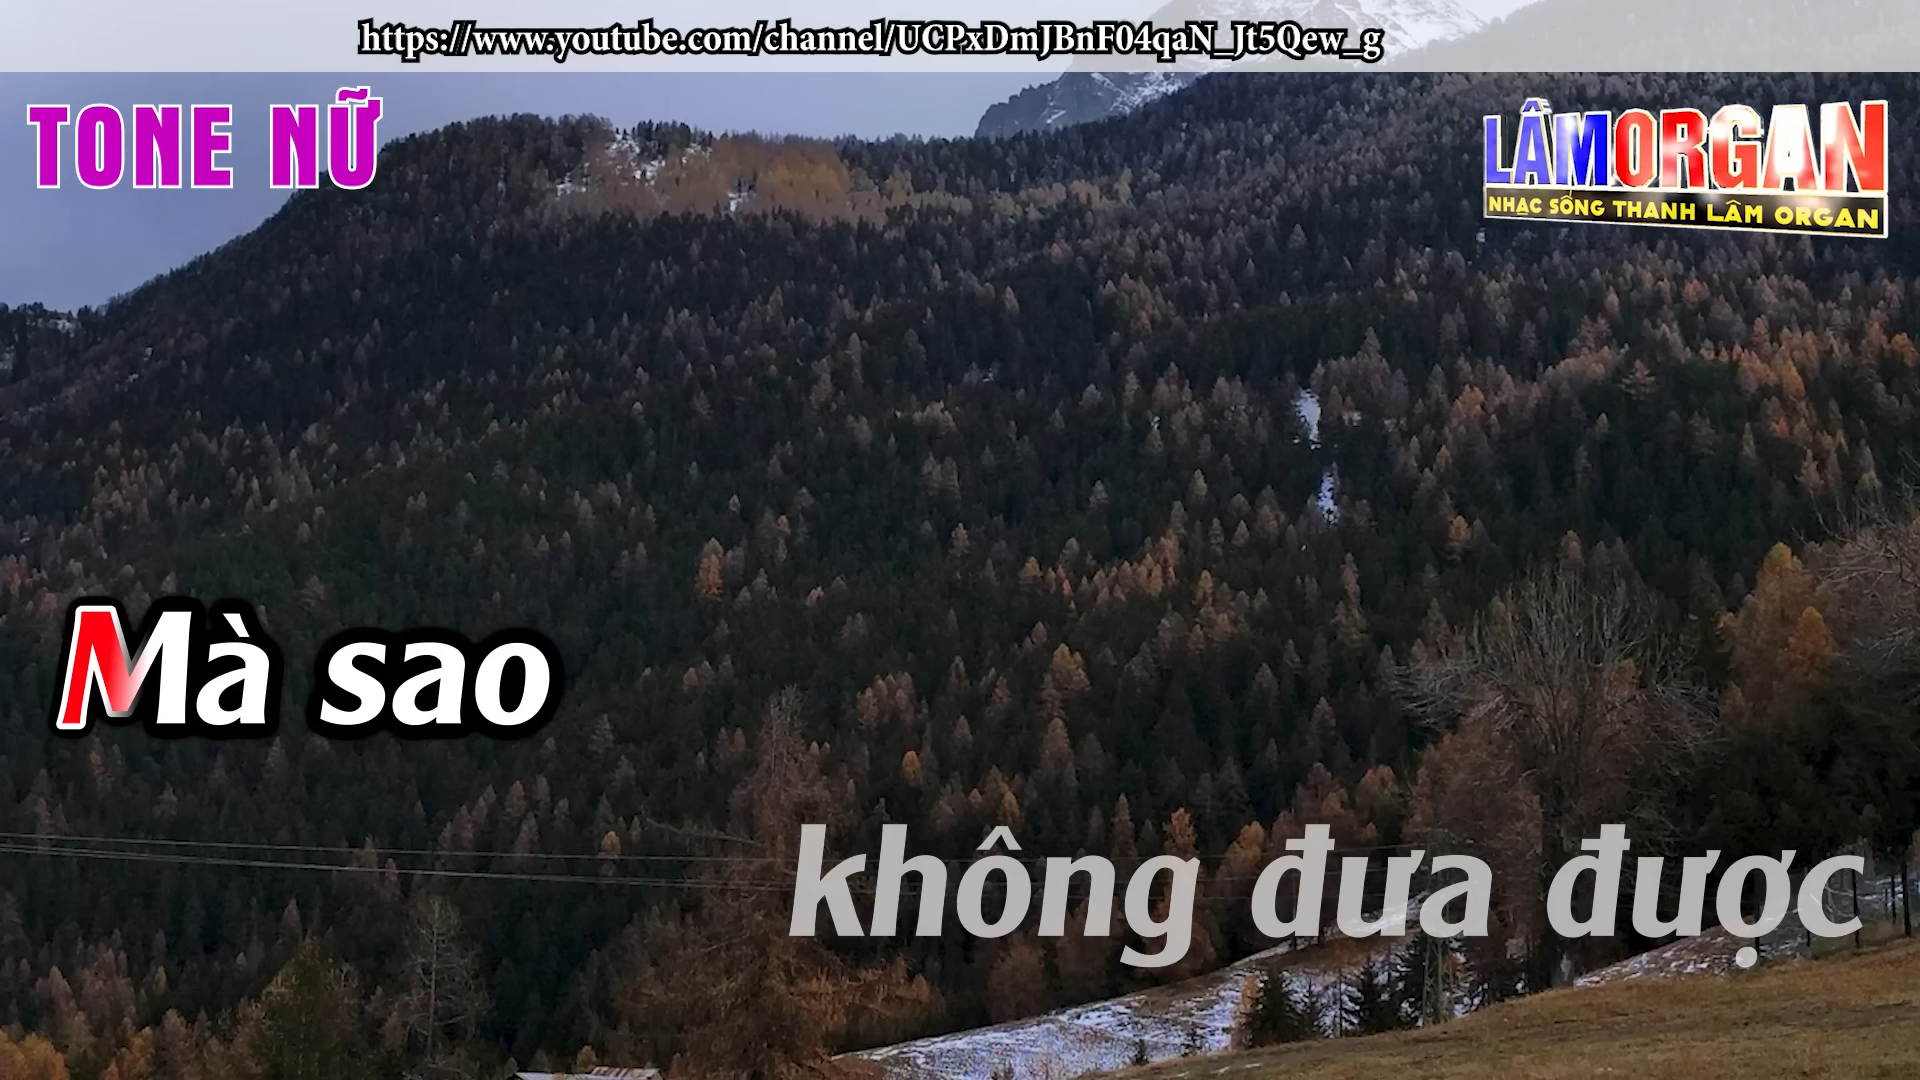 https://www.youtube.com/channel/UCPxDmJBnF04qaN_Jt5Qew_g
TONE NỮ
LÂMORGAN
NHẠC SỐNG THANH LÂM ORGAN
Mà sao
không đưa được